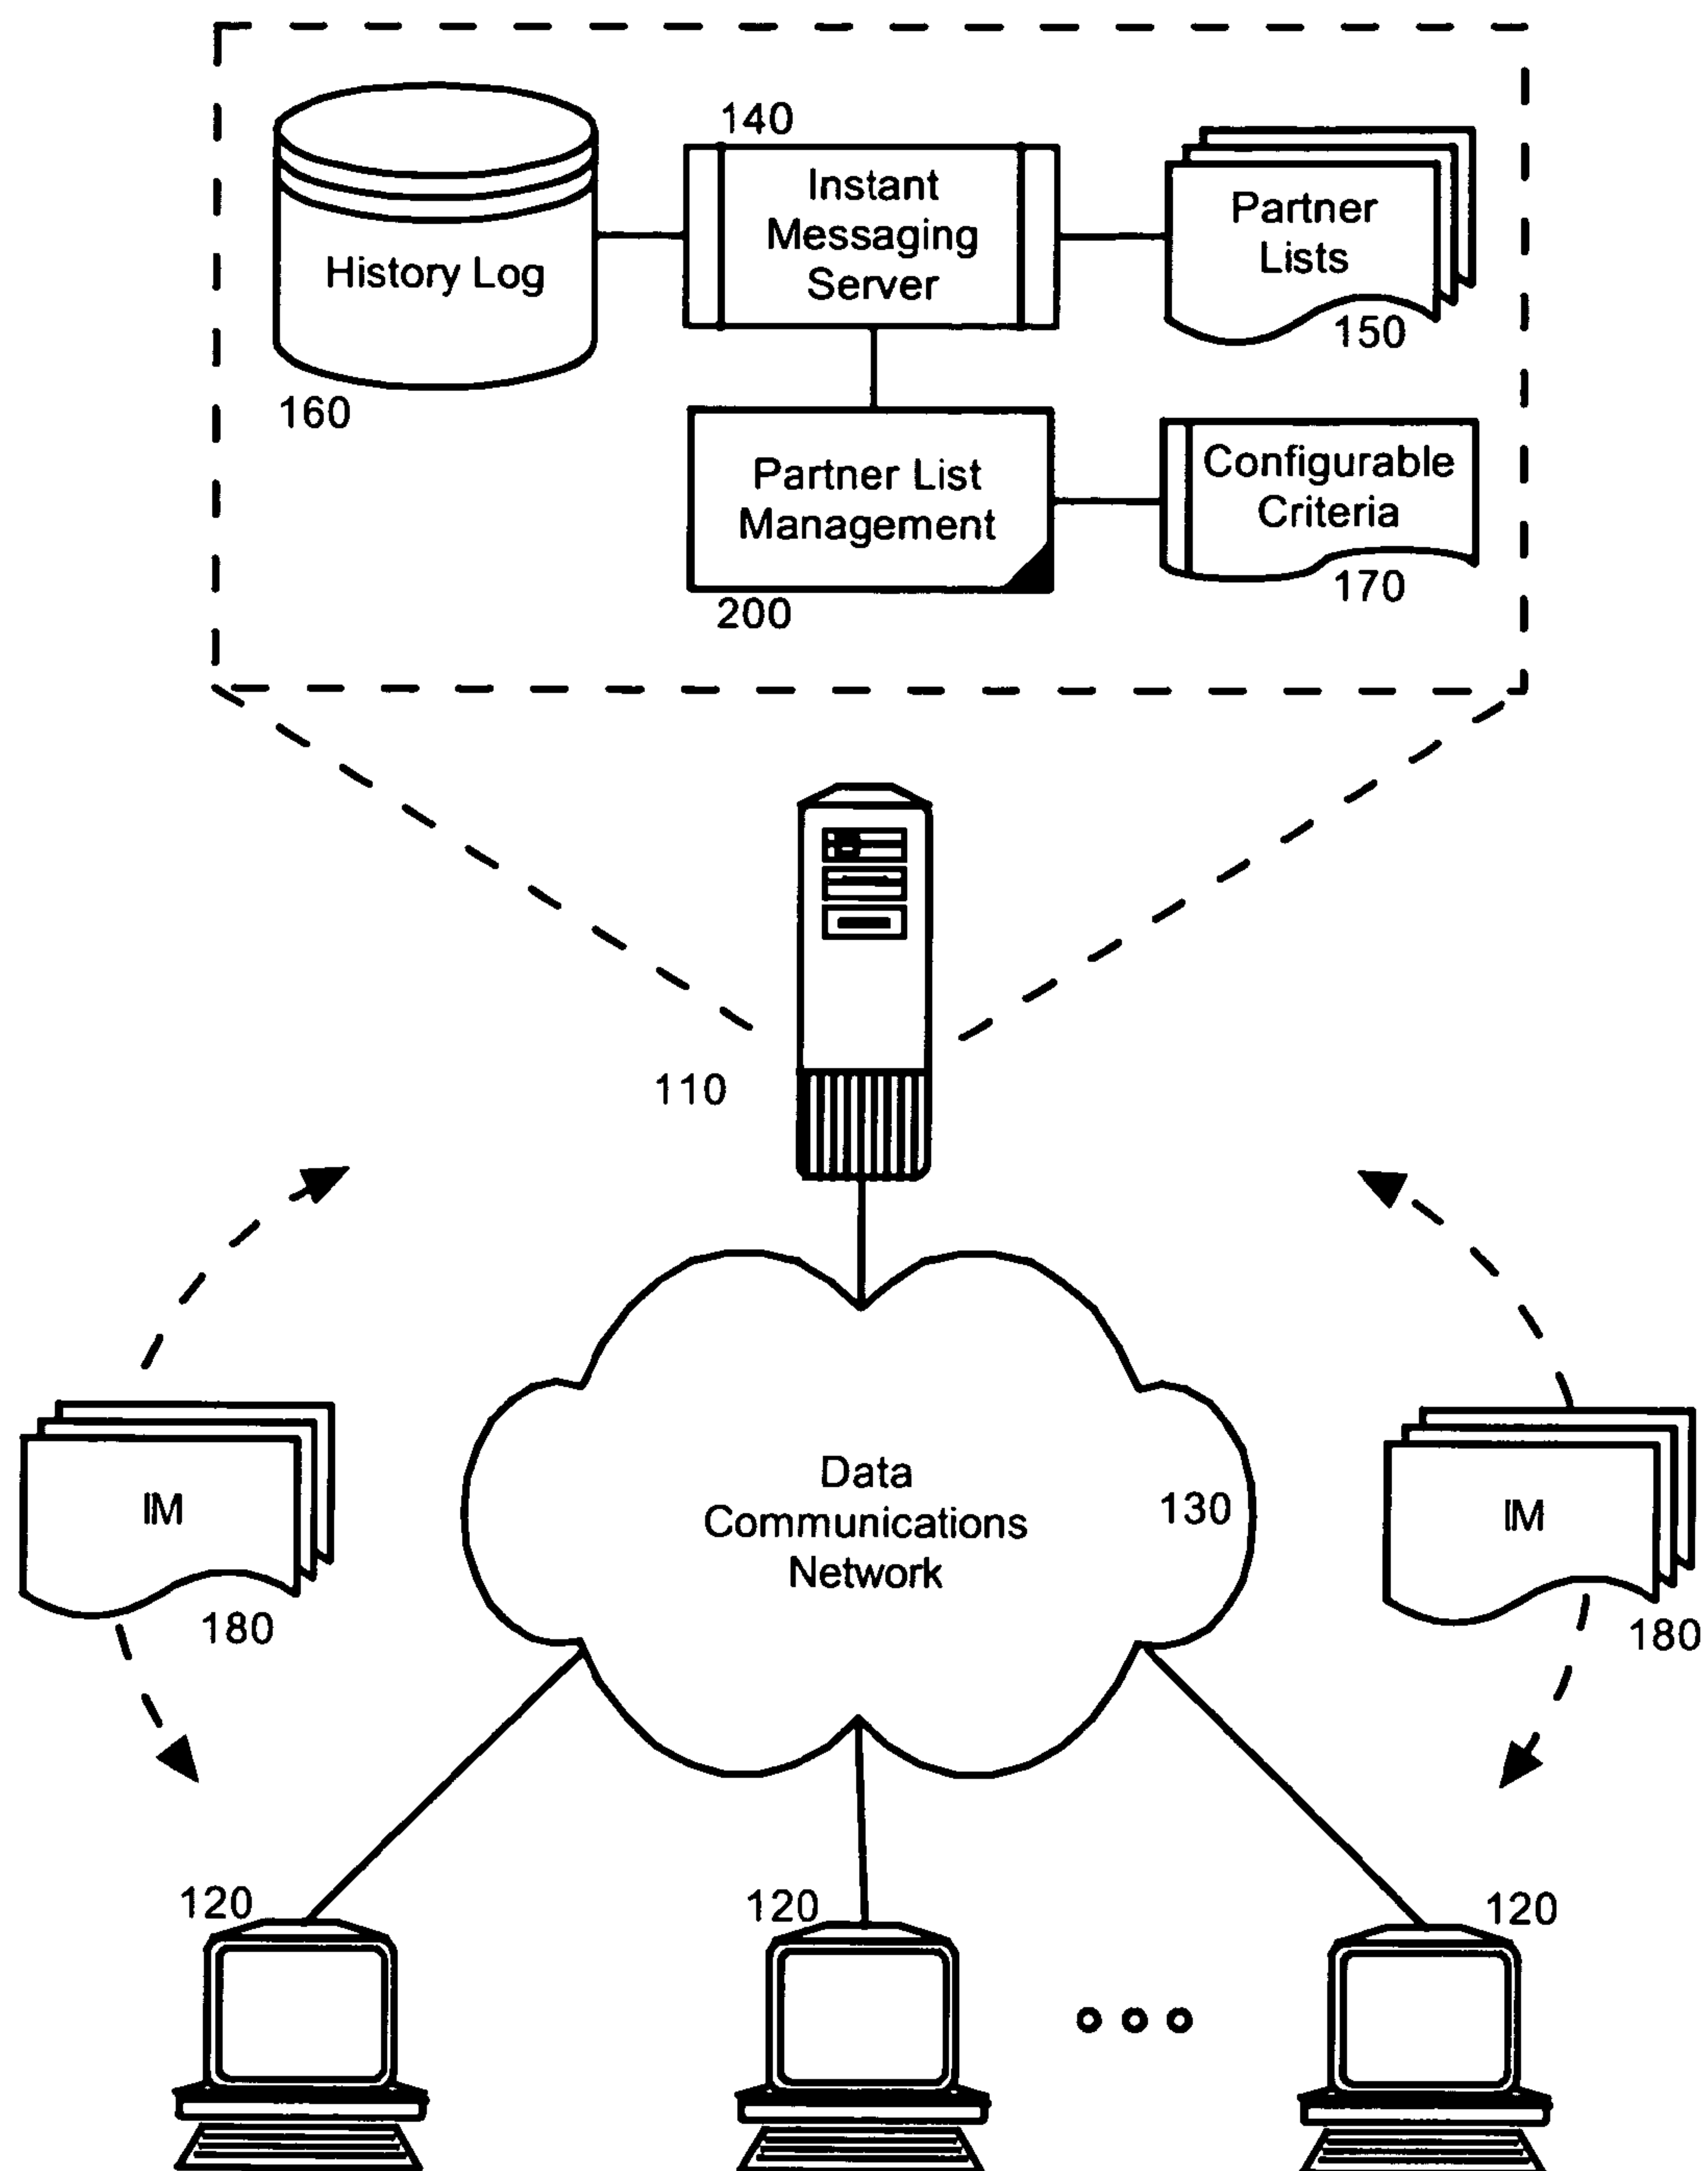 140
Instant
Messaging
Server
Partner
Lists
150
History Log
160
Partner List
Management
200
Configurable
Criteria
170
110
IM
180
Data
Communications
Network
130
IM
180
120
120
120